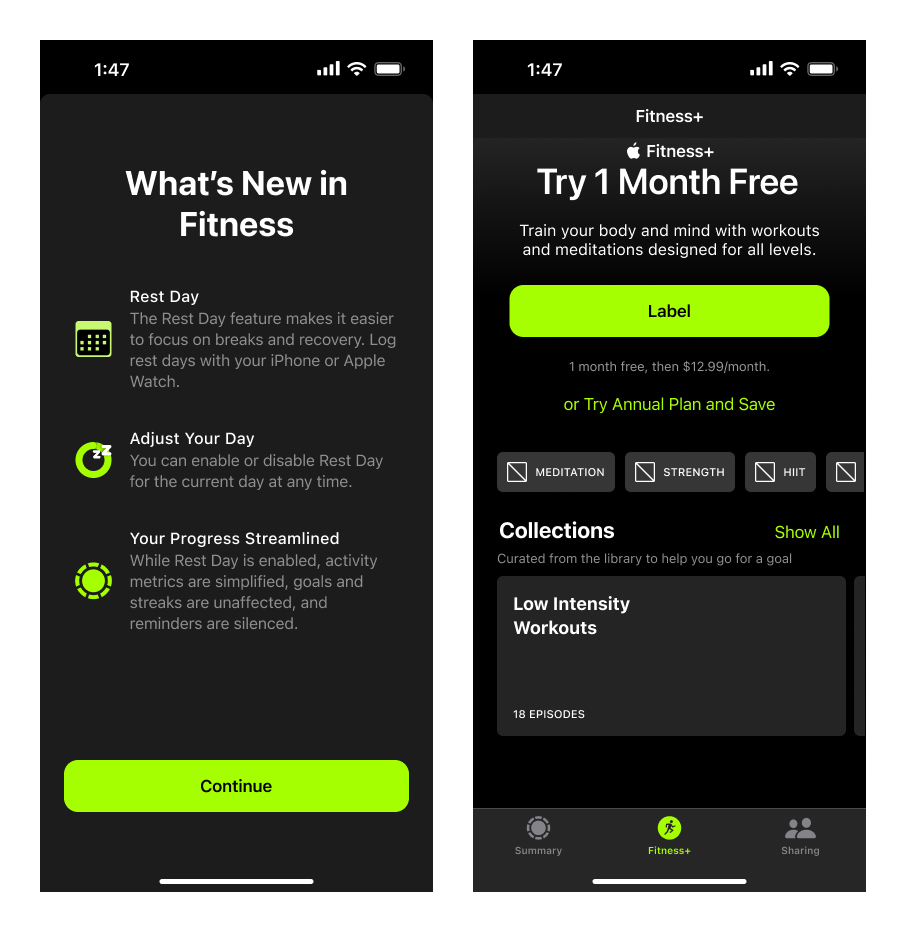 1:47
What's New in
Fitness
Rest Day
The Rest Day feature makes it easier
to focus on breaks and recovery. Log
rest days with your iPhone or Apple
Watch.
Adjust Your Day
You can enable or disable Rest Day
for the current day at any time.
Your Progress Streamlined
While Rest Day is enabled, activity
metrics are simplified, goals and
streaks are unaffected, and
reminders are silenced.
Continue
1:47
Fitness+
Fitness+
Try 1 Month Free
Train your body and mind with workouts
and meditations designed for all levels.
Label
1 month free, then $12.99/month.
or Try Annual Plan and Save
MEDITATION STRENGTH HIIT
Collections Show All
Curated from the library to help you go for a goal
Low Intensity
Workouts
18 EPISODES
Summary Fitness+ Sharing